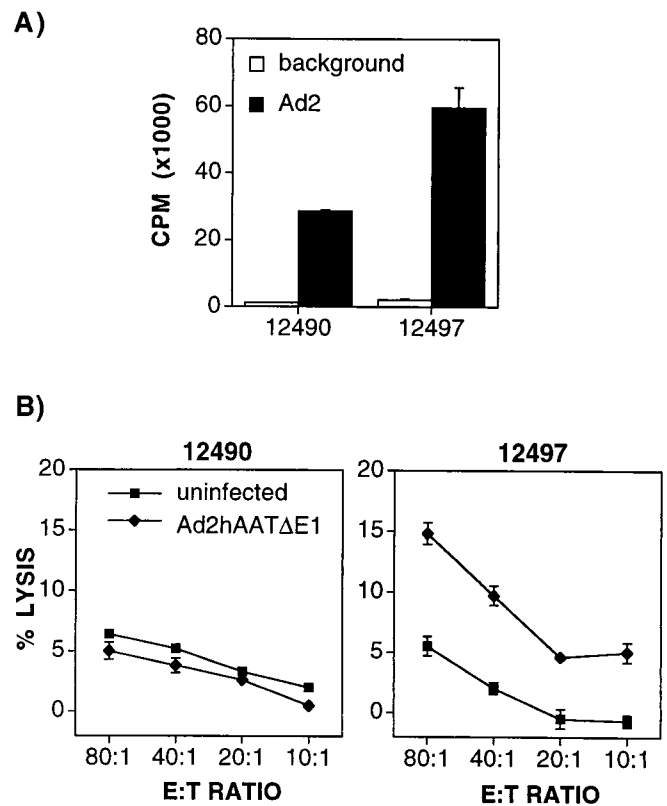 A)
80
60
40
20
0
CPM (x1000)
background
Ad2
12490 12497
B)
12490 12497
20
15
10
5
0
% LYSIS
uninfected
Ad2hAATΔE1
80:1 40:1 20:1 10:1
E:T RATIO
20
15
10
5
0
80:1 40:1 20:1 10:1
E:T RATIO